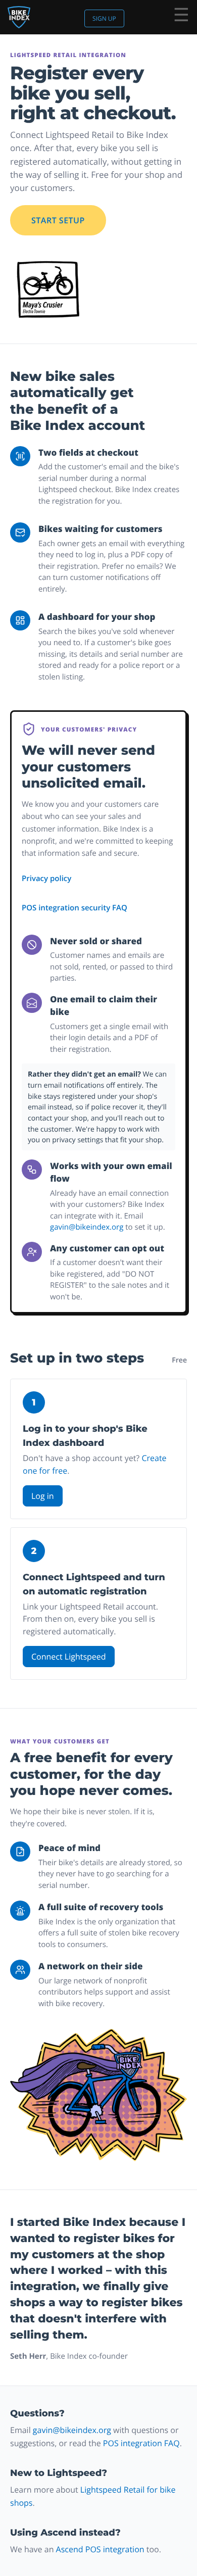 BIKE
INDEX
SIGN UP
LIGHTSPEED RETAIL INTEGRATION
Register every
bike you sell,
right at checkout.
Connect Lightspeed Retail to Bike Index
once. After that, every bike you sell is
registered automatically, without getting in
the way of selling it. Free for your shop and
your customers.
START SETUP
Maya's Crusier
Electra Townie
New bike sales
automatically get
the benefit of a
Bike Index account
Two fields at checkout
Add the customer's email and the bike's
serial number during a normal
Lightspeed checkout. Bike Index creates
the registration for you.
Bikes waiting for customers
Each owner gets an email with everything
they need to log in, plus a PDF copy of
their registration. Prefer no emails? We
can turn customer notifications off
entirely.
A dashboard for your shop
Search the bikes you've sold whenever
you need to. If a customer's bike goes
missing, its details and serial number are
stored and ready for a police report or a
stolen listing.
YOUR CUSTOMERS' PRIVACY
We will never send
your customers
unsolicited email.
We know you and your customers care
about who can see your sales and
customer information. Bike Index is a
nonprofit, and we're committed to keeping
that information safe and secure.
Privacy policy
POS integration security FAQ
Never sold or shared
Customer names and emails are
not sold, rented, or passed to third
parties.
One email to claim their
bike
Customers get a single email with
their login details and a PDF of
their registration.
Rather they didn't get an email? We can
turn email notifications off entirely. The
bike stays registered under your shop's
email instead, so if police recover it, they'll
contact your shop, and you'll reach out to
the customer. We're happy to work with
you on privacy settings that fit your shop.
Works with your own email
flow
Already have an email connection
with your customers? Bike Index
can integrate with it. Email
gavin@bikeindex.org to set it up.
Any customer can opt out
If a customer doesn't want their
bike registered, add "DO NOT
REGISTER" to the sale notes and it
won't be.
Set up in two steps
Free
1
Log in to your shop's Bike
Index dashboard
Don't have a shop account yet? Create
one for free.
Log in
2
Connect Lightspeed and turn
on automatic registration
Link your Lightspeed Retail account.
From then on, every bike you sell is
registered automatically.
Connect Lightspeed
WHAT YOUR CUSTOMERS GET
A free benefit for every
customer, for the day
you hope never comes.
We hope their bike is never stolen. If it is,
they're covered.
Peace of mind
Their bike's details are already stored, so
they never have to go searching for a
serial number.
A full suite of recovery tools
Bike Index is the only organization that
offers a full suite of stolen bike recovery
tools to consumers.
A network on their side
Our large network of nonprofit
contributors helps support and assist
with bike recovery.
BIKE
INDEX
I started Bike Index because I
wanted to register bikes for
my customers at the shop
where I worked – with this
integration, we finally give
shops a way to register bikes
that doesn't interfere with
selling them.
Seth Herr, Bike Index co-founder
Questions?
Email gavin@bikeindex.org with questions or
suggestions, or read the POS integration FAQ.
New to Lightspeed?
Learn more about Lightspeed Retail for bike
shops.
Using Ascend instead?
We have an Ascend POS integration too.